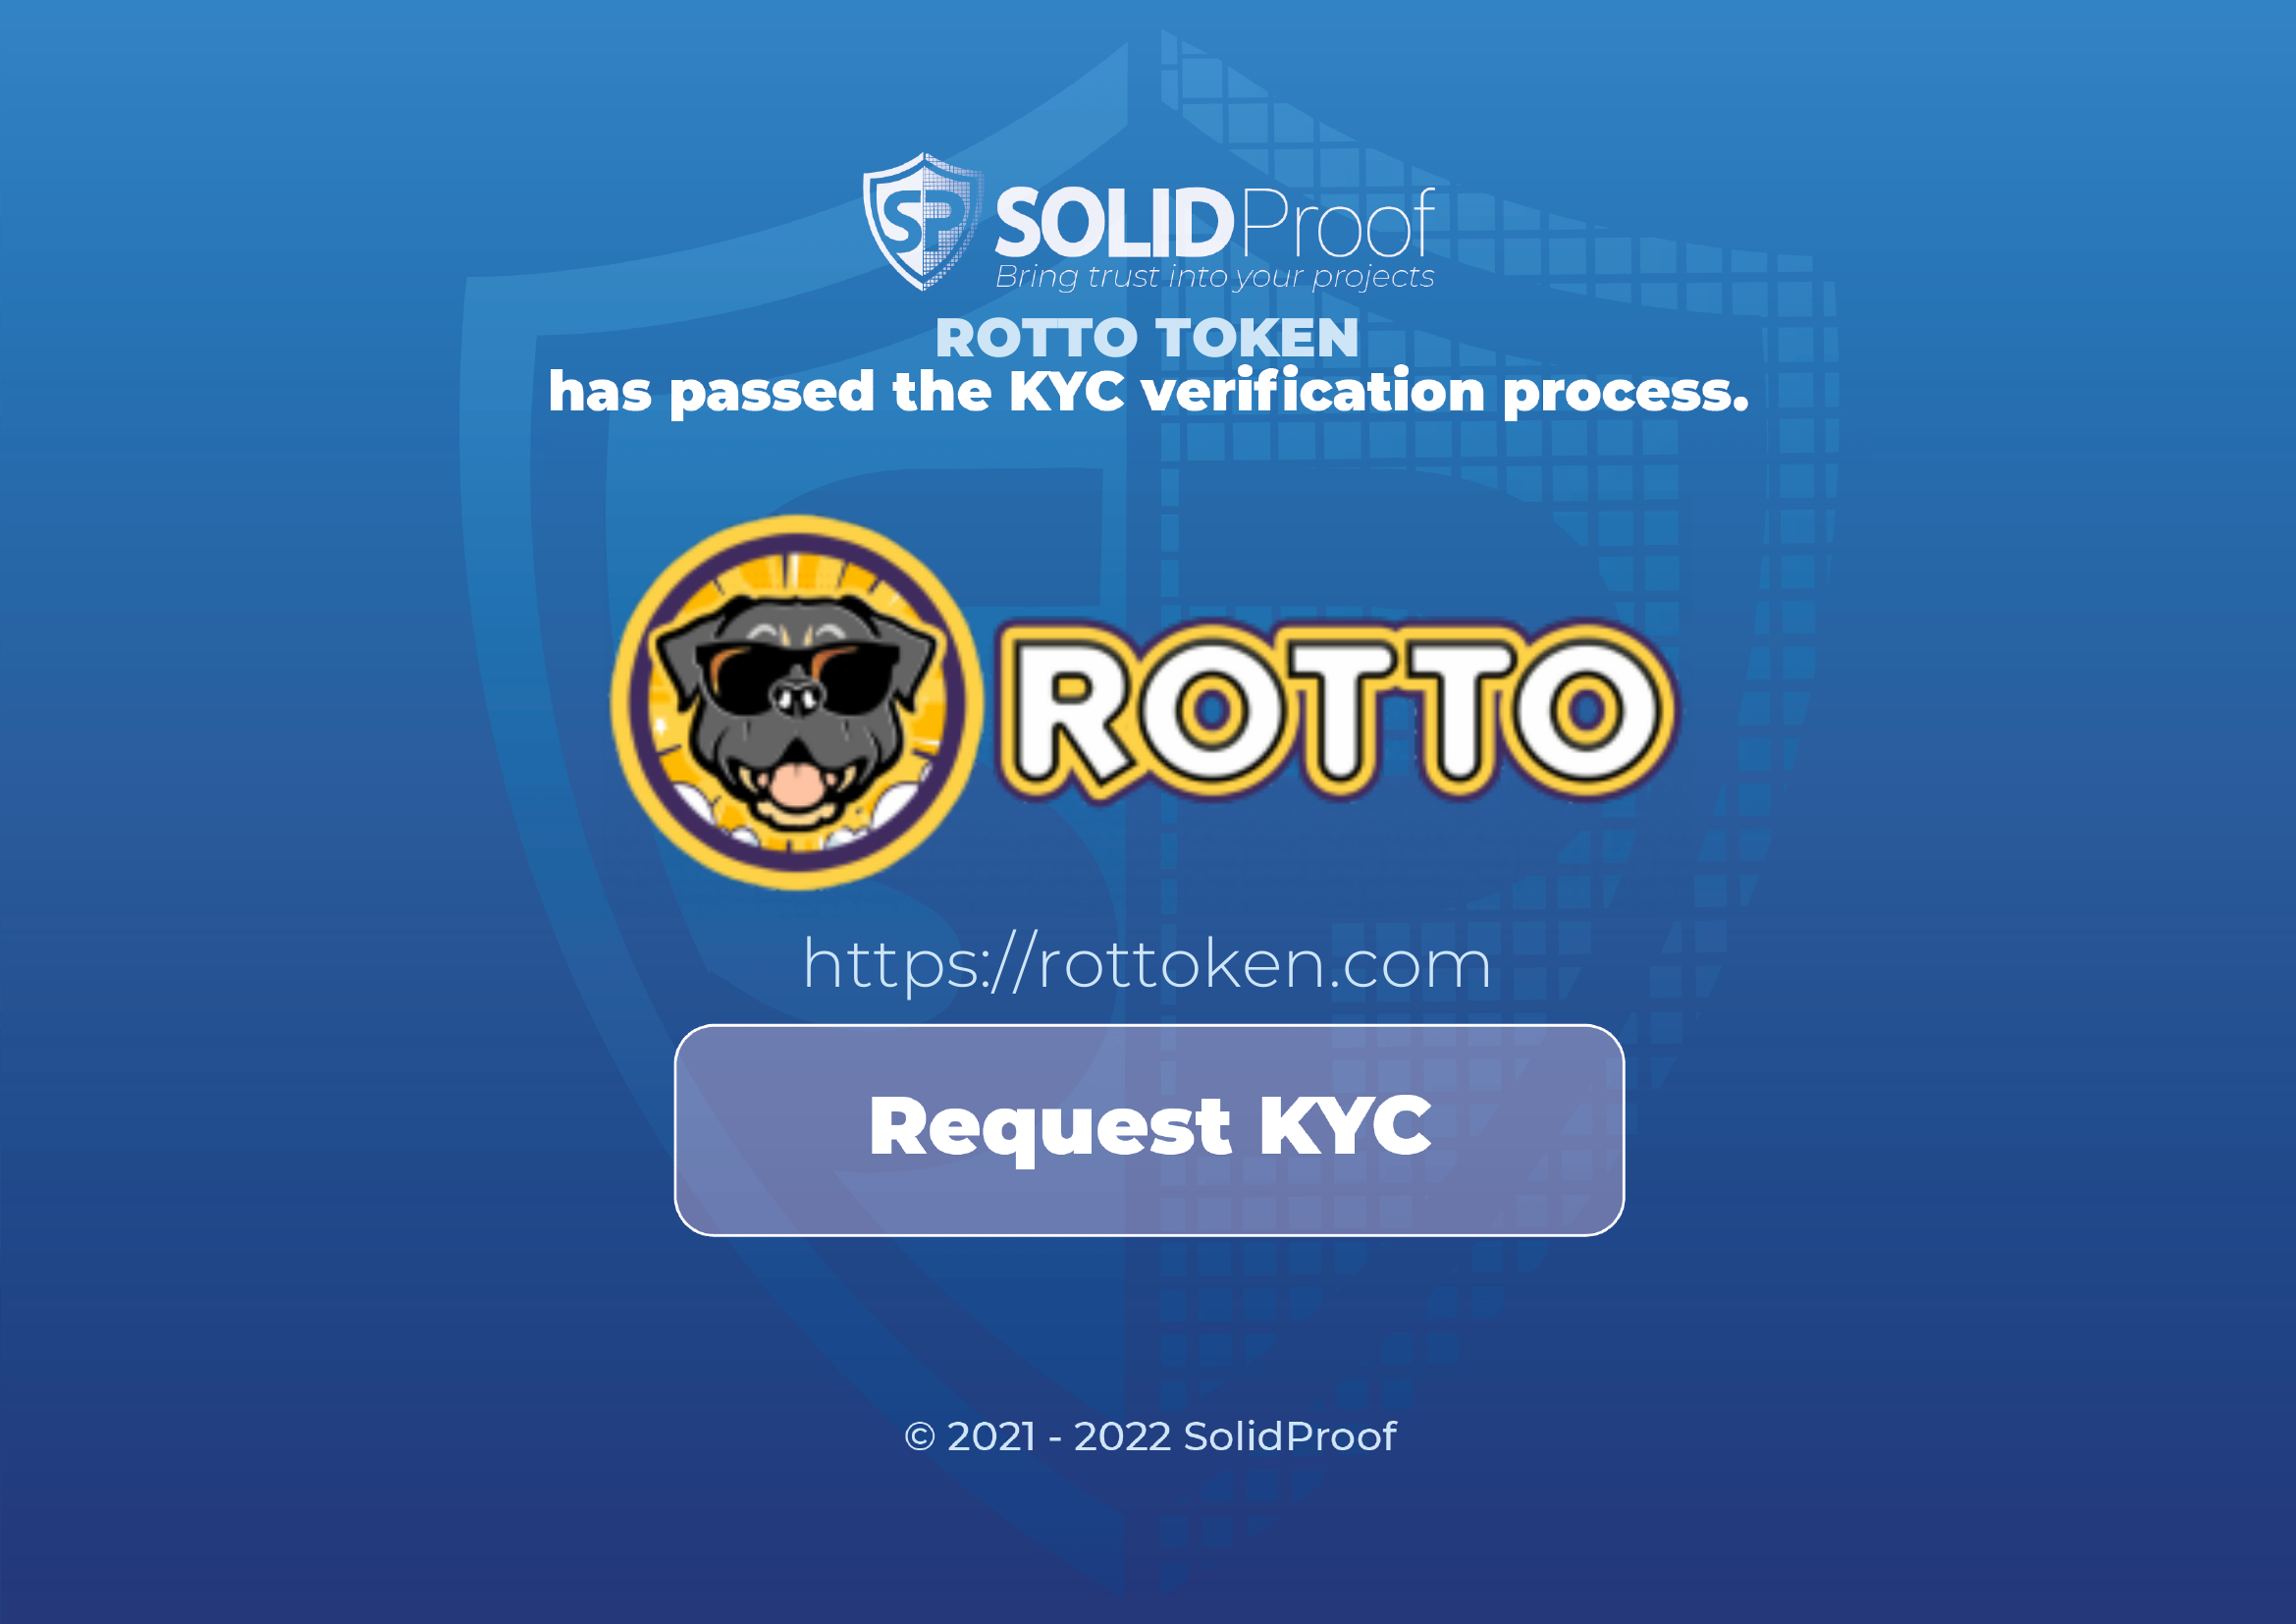 SP SOLIDProof
Bring trust into your projects
ROTTO TOKEN
has passed the KYC verification process.
ROTTO
https://rottoken.com
Request KYC
© 2021 - 2022 SolidProof